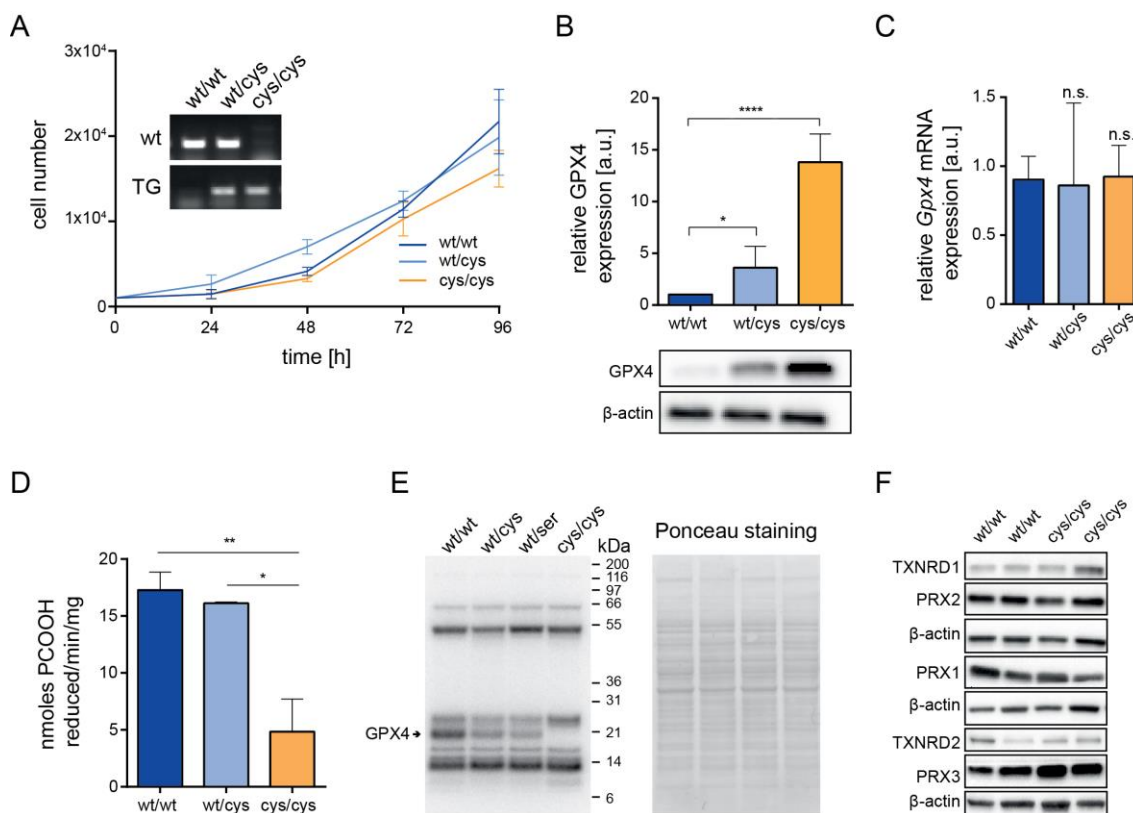 A
3x10⁴
2x10⁴
1x10⁴
0x10⁴
cell number
0
24
48
72
96
time [h]
wt/wt
wt/cys
cys/cys
wt
TG
wt/wt
wt/cys
cys/cys
B
relative GPX4
expression [a.u.]
20
15
10
5
0
****
*
wt/wt
wt/cys
cys/cys
GPX4
β-actin
C
relative Gpx4 mRNA
expression [a.u.]
1.5
1.0
0.5
0
n.s.
n.s.
wt/wt
wt/cys
cys/cys
D
nmoles PCOOH
reduced/min/mg
20
15
10
5
0
**
*
wt/wt
wt/cys
cys/cys
E
wt/wt
wt/cys
wt/ser
cys/cys
kDa
200
116
97
66
55
36
31
21
14
6
GPX4
Ponceau staining
F
wt/wt
wt/wt
cys/cys
cys/cys
TXNRD1
PRX2
β-actin
PRX1
β-actin
TXNRD2
PRX3
β-actin